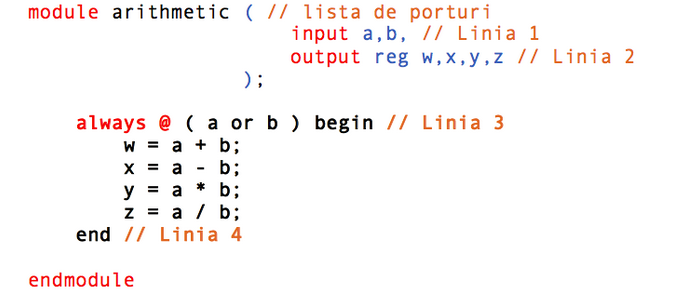 module arithmetic ( // lista de porturi
input a,b, // Linia 1
output reg w,x,y,z // Linia 2
);
always @ ( a or b ) begin // Linia 3
w = a + b;
x = a - b;
y = a * b;
z = a / b;
end // Linia 4
endmodule